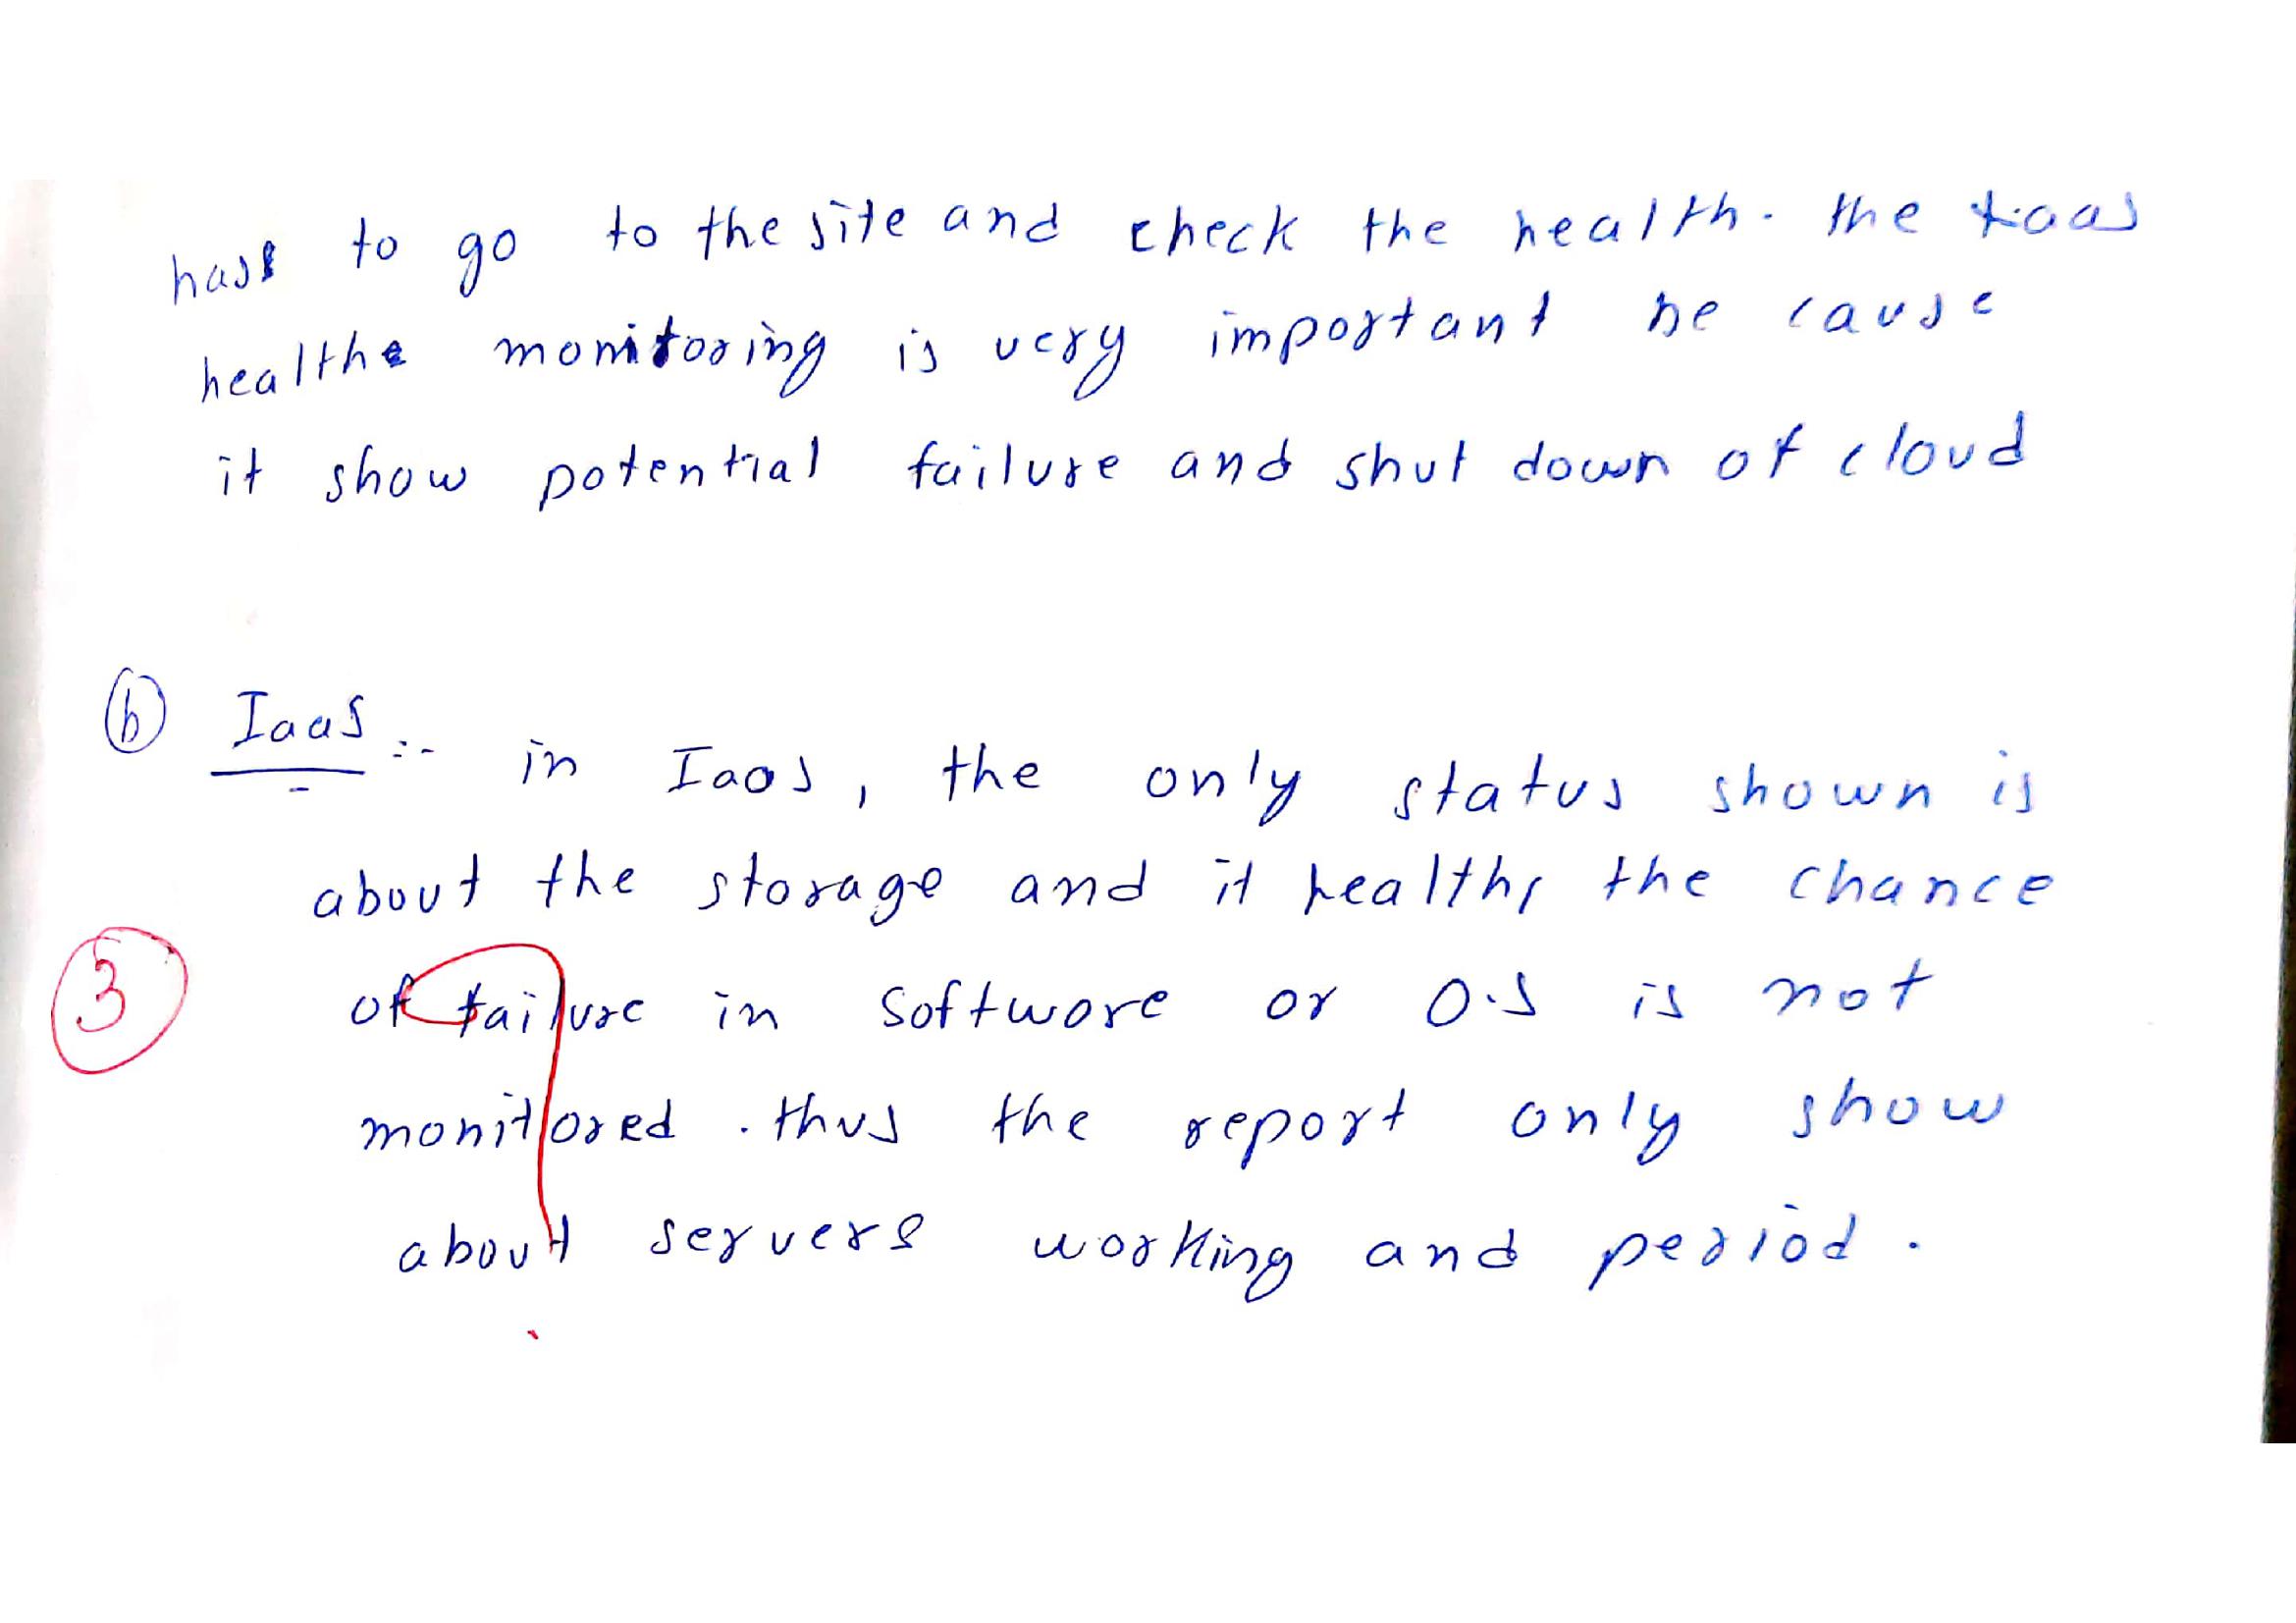 has to go to the site and check the health. the
healthe monitoring is very important be cause
it show potential failure and shut down of cloud
(b) IaaS :- in Iaas, the only status shown is
about the storage and it healths the chance
of failure in software or O.S is not
3
monitored . thus the report only show
about servers working and period .